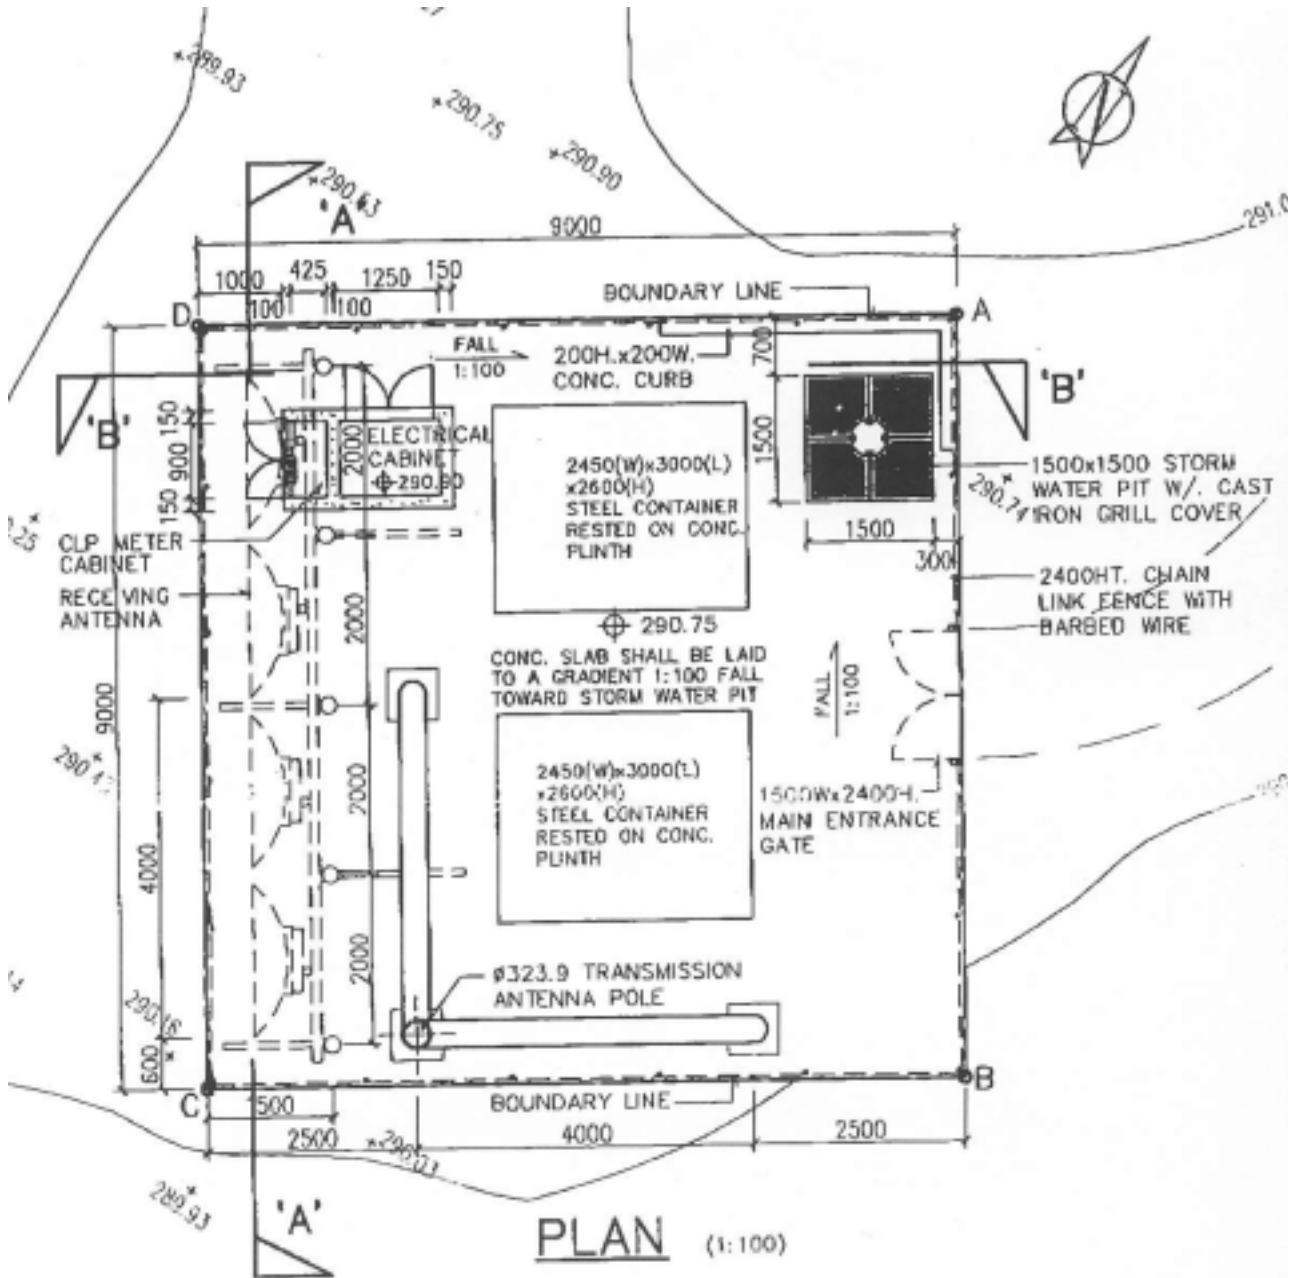 289.93
290.75
290.90
290.63
'A'
9000
1000
425
1250
150
100
100
BOUNDARY LINE
D
A
FALL
1:100
200H.x200W.
CONC. CURB
700
'B'
'B'
150
900
150
2000
ELECTRICAL
CABINET
290.90
2450(W)x3000(L)
x2600(H)
STEEL CONTAINER
RESTED ON CONC.
PLINTH
1500
1500
300
290.74
1500x1500 STORM
WATER PIT W/. CAST
IRON GRILL COVER
CLP METER
CABINET
RECEIVING
ANTENNA
2400HT. CHAIN
LINK FENCE WITH
BARBED WIRE
2000
290.75
CONC. SLAB SHALL BE LAID
TO A GRADIENT 1:100 FALL
TOWARD STORM WATER PIT
FALL
1:100
9000
2450(W)x3000(L)
x2600(H)
STEEL CONTAINER
RESTED ON CONC.
PLINTH
2000
1500Wx2400H.
MAIN ENTRANCE
GATE
4000
2000
ø323.9 TRANSMISSION
ANTENNA POLE
290.16
600
C
B
500
BOUNDARY LINE
2500
4000
2500
289.93
'A'
PLAN (1:100)